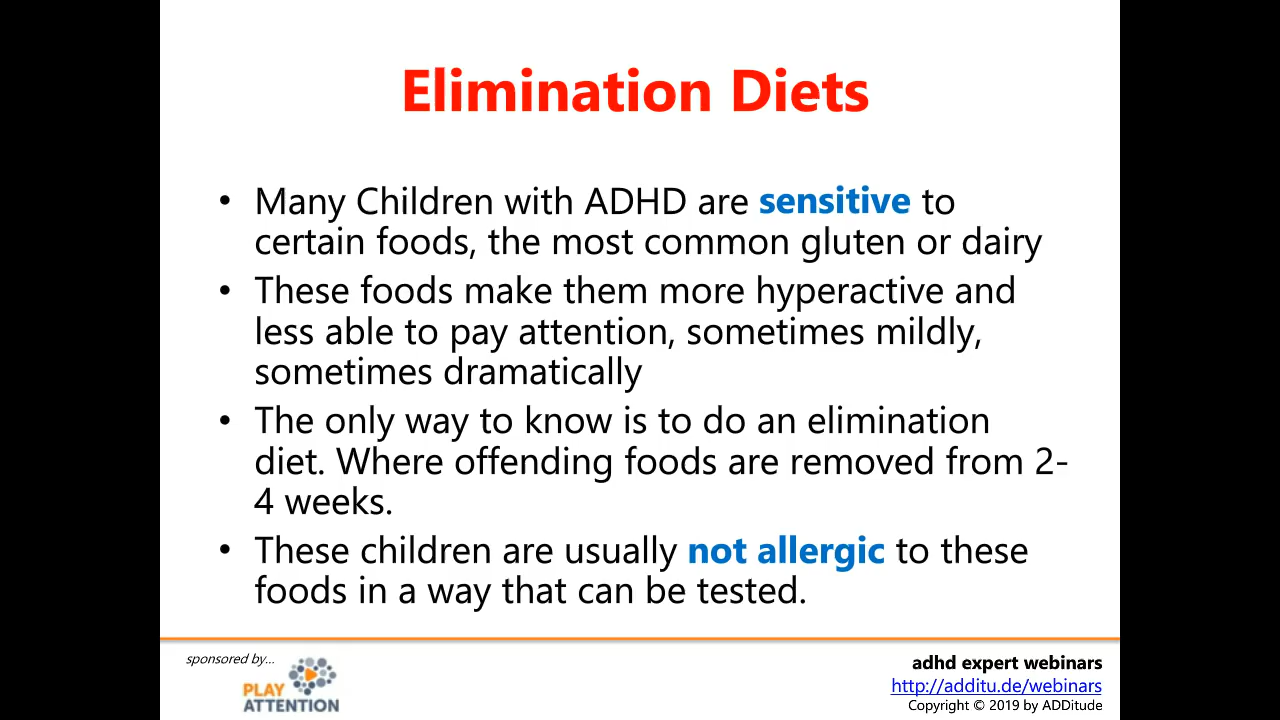 Elimination Diets
• Many Children with ADHD are sensitive to
certain foods, the most common gluten or dairy
• These foods make them more hyperactive and
less able to pay attention, sometimes mildly,
sometimes dramatically
• The only way to know is to do an elimination
diet. Where offending foods are removed from 2-
4 weeks.
• These children are usually not allergic to these
foods in a way that can be tested.
sponsored by...
PLAY
ATTENTION
adhd expert webinars
http://additu.de/webinars
Copyright © 2019 by ADDitude